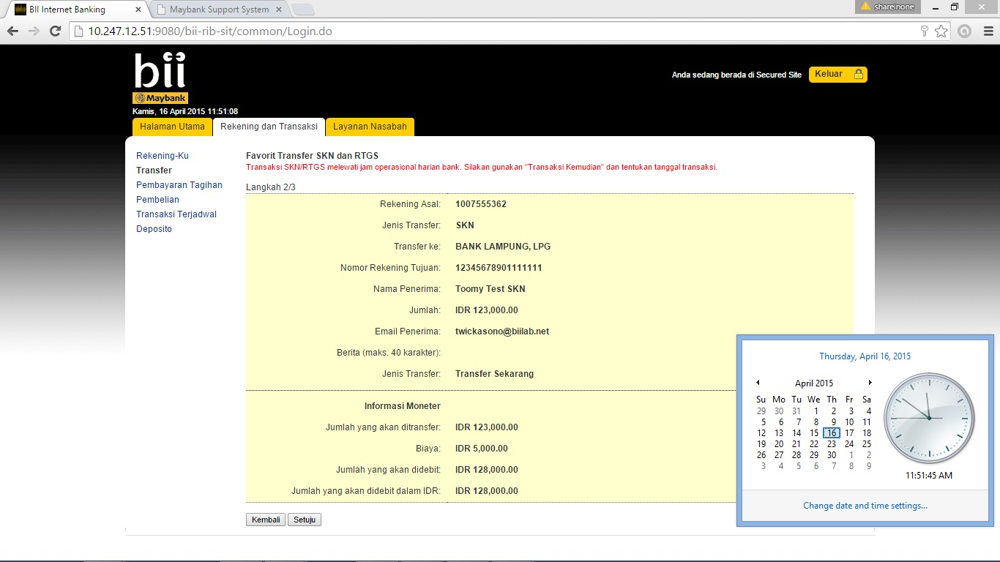 BII Internet Banking
Maybank Support System
shareinone
10.247.12.51:9080/bii-rib-sit/common/Login.do
bii
Maybank
Kamis, 16 April 2015 11:51:08
Anda sedang berada di Secured Site
Keluar
Halaman Utama
Rekening dan Transaksi
Layanan Nasabah
Rekening-Ku
Transfer
Pembayaran Tagihan
Pembelian
Transaksi Terjadwal
Deposito
Favorit Transfer SKN dan RTGS
Transaksi SKN/RTGS melewati jam operasional harian bank. Silakan gunakan "Transaksi Kemudian" dan tentukan tanggal transaksi.
Langkah 2/3
Rekening Asal: 1007555362
Jenis Transfer: SKN
Transfer ke: BANK LAMPUNG, LPG
Nomor Rekening Tujuan: 12345678901111111
Nama Penerima: Toomy Test SKN
Jumlah: IDR 123,000.00
Email Penerima: twickasono@biilab.net
Berita (maks. 40 karakter):
Jenis Transfer: Transfer Sekarang
Informasi Moneter
Jumlah yang akan ditransfer: IDR 123,000.00
Biaya: IDR 5,000.00
Jumlah yang akan didebit: IDR 128,000.00
Jumlah yang akan didebit dalam IDR: IDR 128,000.00
Kembali Setuju
Thursday, April 16, 2015
April 2015
Su Mo Tu We Th Fr Sa
29 30 31 1 2 3 4
5 6 7 8 9 10 11
12 13 14 15 16 17 18
19 20 21 22 23 24 25
26 27 28 29 30 1 2
3 4 5 6 7 8 9
11:51:45 AM
Change date and time settings...